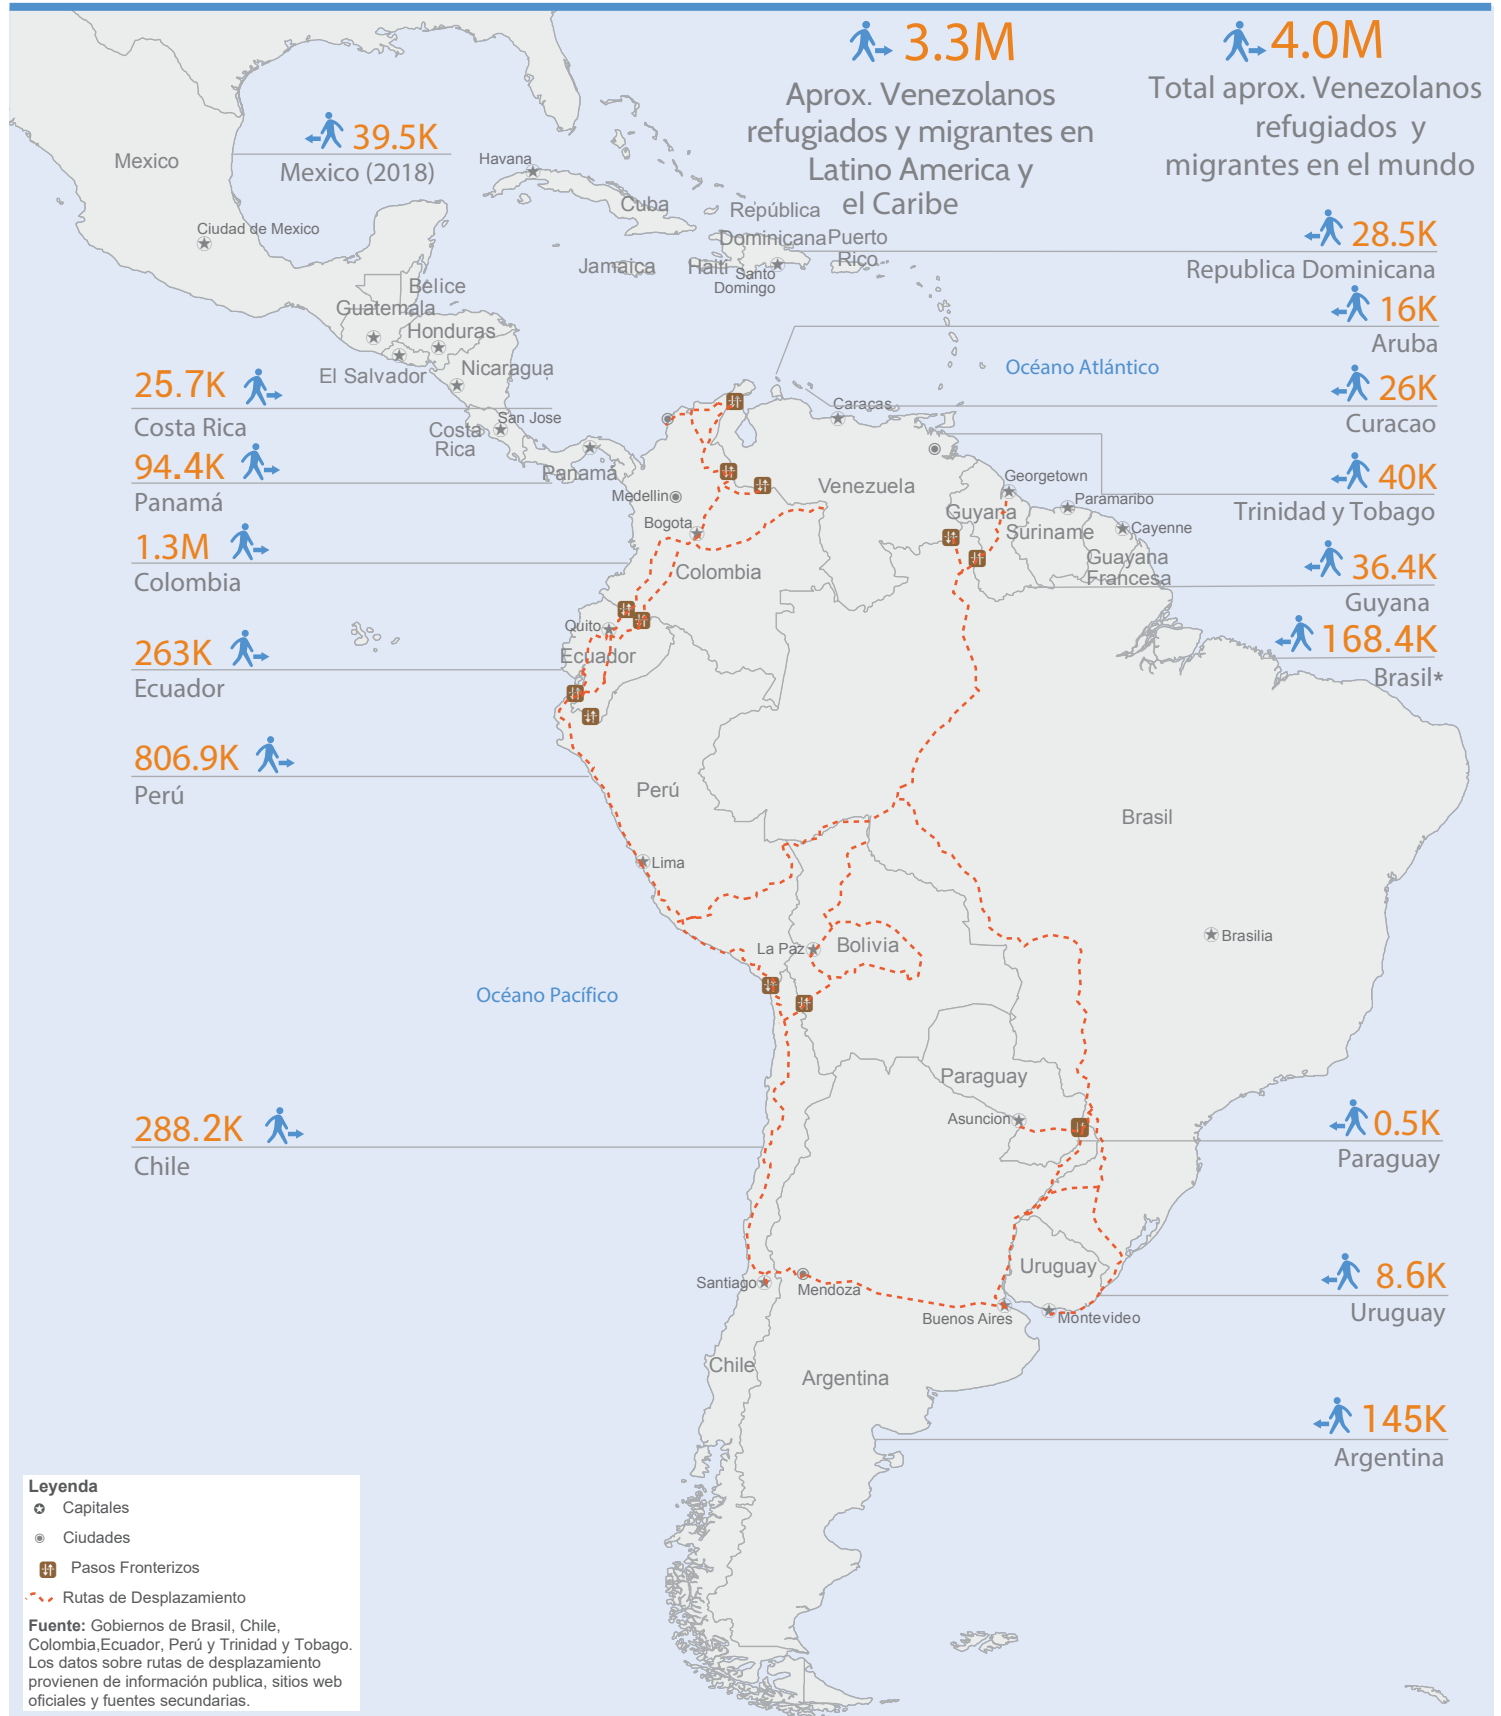 3.3M
Aprox. Venezolanos
refugiados y migrantes en
Latino America y
el Caribe
4.0M
Total aprox. Venezolanos
refugiados y
migrantes en el mundo
39.5K
Mexico (2018)
28.5K
Republica Dominicana
16K
Aruba
26K
Curacao
40K
Trinidad y Tobago
36.4K
Guyana
168.4K
Brasil*
0.5K
Paraguay
8.6K
Uruguay
145K
Argentina
25.7K
Costa Rica
94.4K
Panamá
1.3M
Colombia
263K
Ecuador
806.9K
Perú
288.2K
Chile
Mexico
Ciudad de Mexico
Havana
Cuba
República
Dominicana
Puerto
Rico
Jamaica
Haiti
Santo
Domingo
Belice
Guatemala
Honduras
El Salvador
Nicaragua
San Jose
Costa
Rica
Panamá
Océano Atlántico
Caracas
Medellin
Bogota
Venezuela
Georgetown
Guyana
Paramaribo
Suriname
Cayenne
Guayana
Francesa
Colombia
Quito
Ecuador
Perú
Brasil
Lima
La Paz
Bolivia
Brasilia
Océano Pacífico
Paraguay
Asuncion
Uruguay
Santiago
Mendoza
Buenos Aires
Montevideo
Chile
Argentina
Leyenda
Capitales
Ciudades
Pasos Fronterizos
Rutas de Desplazamiento
Fuente: Gobiernos de Brasil, Chile,
Colombia,Ecuador, Perú y Trinidad y Tobago.
Los datos sobre rutas de desplazamiento
provienen de información publica, sitios web
oficiales y fuentes secundarias.